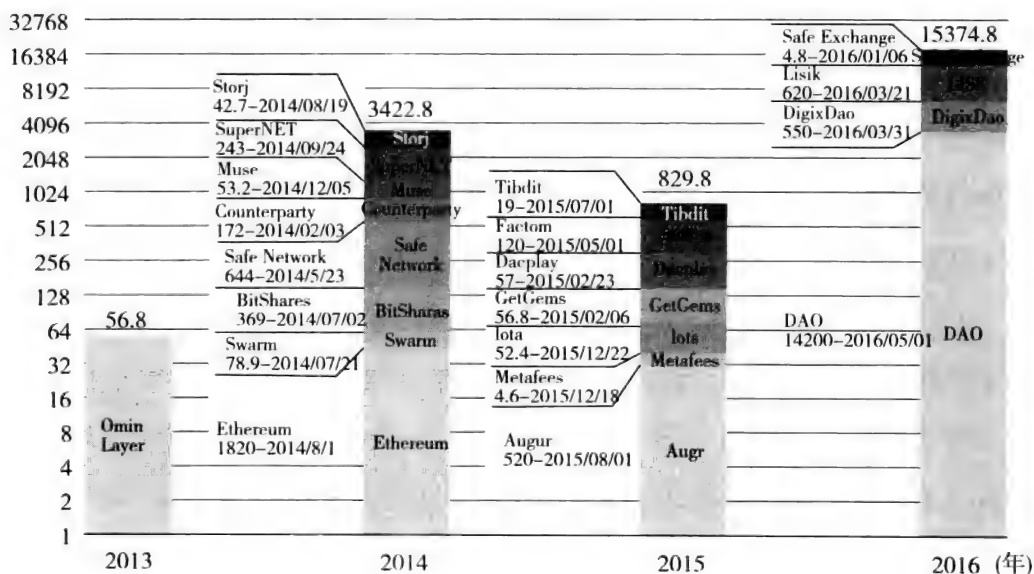 32768
16384
8192
4096
2048
1024
512
256
128
64
32
16
8
4
2
1
56.8
Omin
Layer
Storj
42.7–2014/08/19
SuperNET
243–2014/09/24
Muse
53.2–2014/12/05
Counterparty
172–2014/02/03
Safe Network
644–2014/5/23
BitShares
369–2014/07/02
Swarm
78.9–2014/07/21
Ethereum
1820–2014/8/1
3422.8
Storj
SuperNET
Muse
Counterparty
Safe
Network
BitSharas
Swarm
Ethereum
Tibdit
19–2015/07/01
Factom
120–2015/05/01
Dacplay
57–2015/02/23
GetGems
56.8–2015/02/06
Iota
52.4–2015/12/22
Metafees
4.6–2015/12/18
Augur
520–2015/08/01
829.8
Tibdit
Dacplay
GetGems
Iota
Metafees
Augr
Safe Exchange
4.8–2016/01/06
Lisik
620–2016/03/21
DigixDao
550–2016/03/31
DAO
14200–2016/05/01
15374.8
DigixDao
DAO
2013
2014
2015
2016 (年)